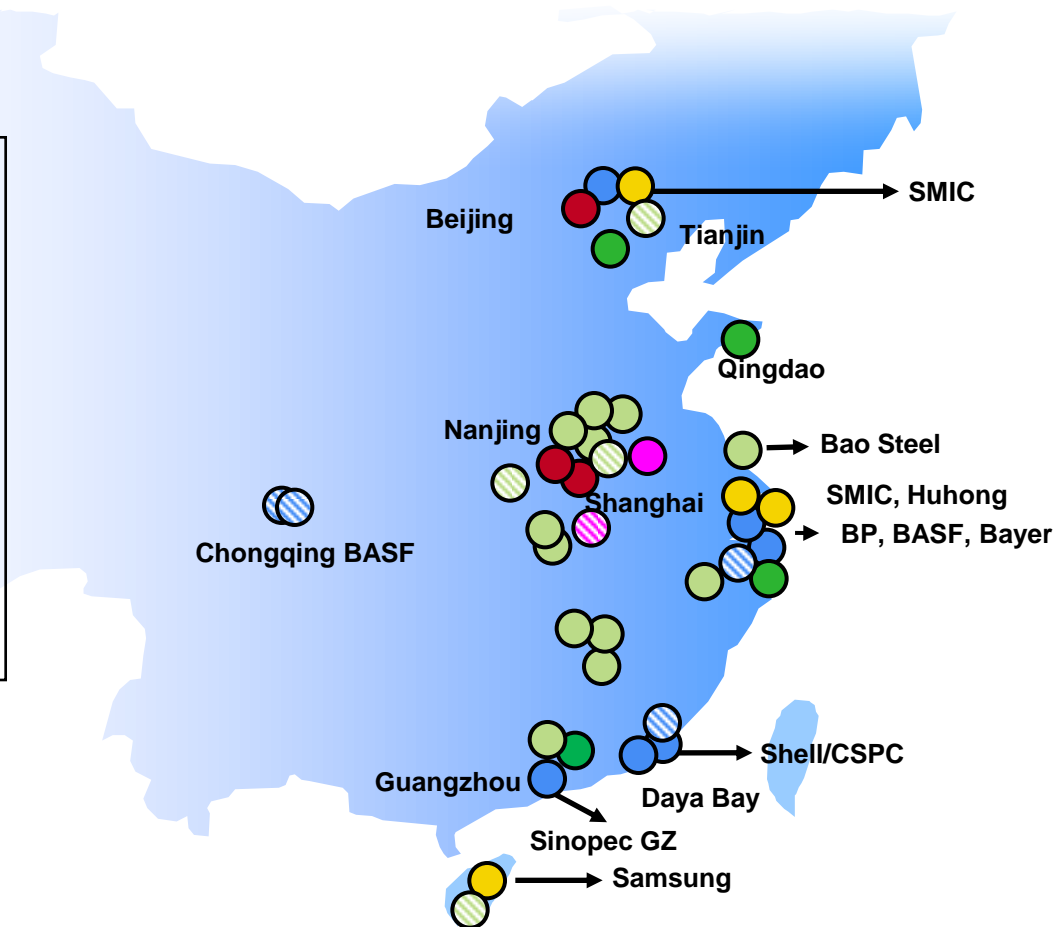 SMIC
Beijing
Tianjin
Qingdao
Nanjing
Bao Steel
Shanghai
SMIC, Huhong
BP, BASF, Bayer
Chongqing BASF
Shell/CSPC
Guangzhou
Daya Bay
Sinopec GZ
Samsung